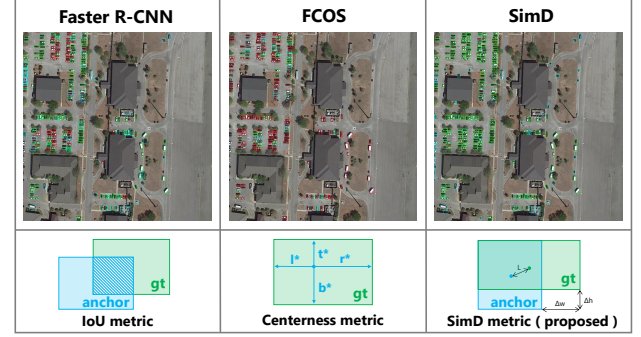 Faster R-CNN
FCOS
SimD
gt
anchor
IoU metric
t*
l*
r*
b*
gt
Centerness metric
L
gt
anchor
Δw
Δh
SimD metric ( proposed )